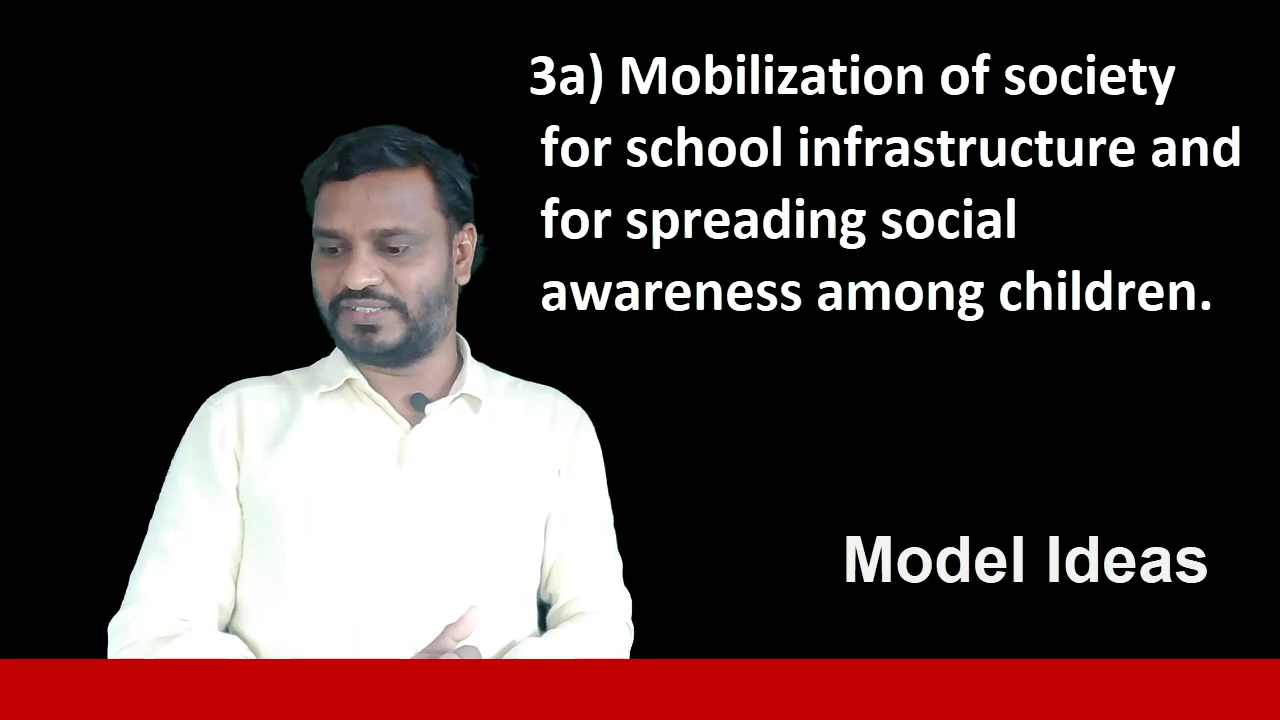 3a) Mobilization of society
for school infrastructure and
for spreading social
awareness among children.
Model Ideas